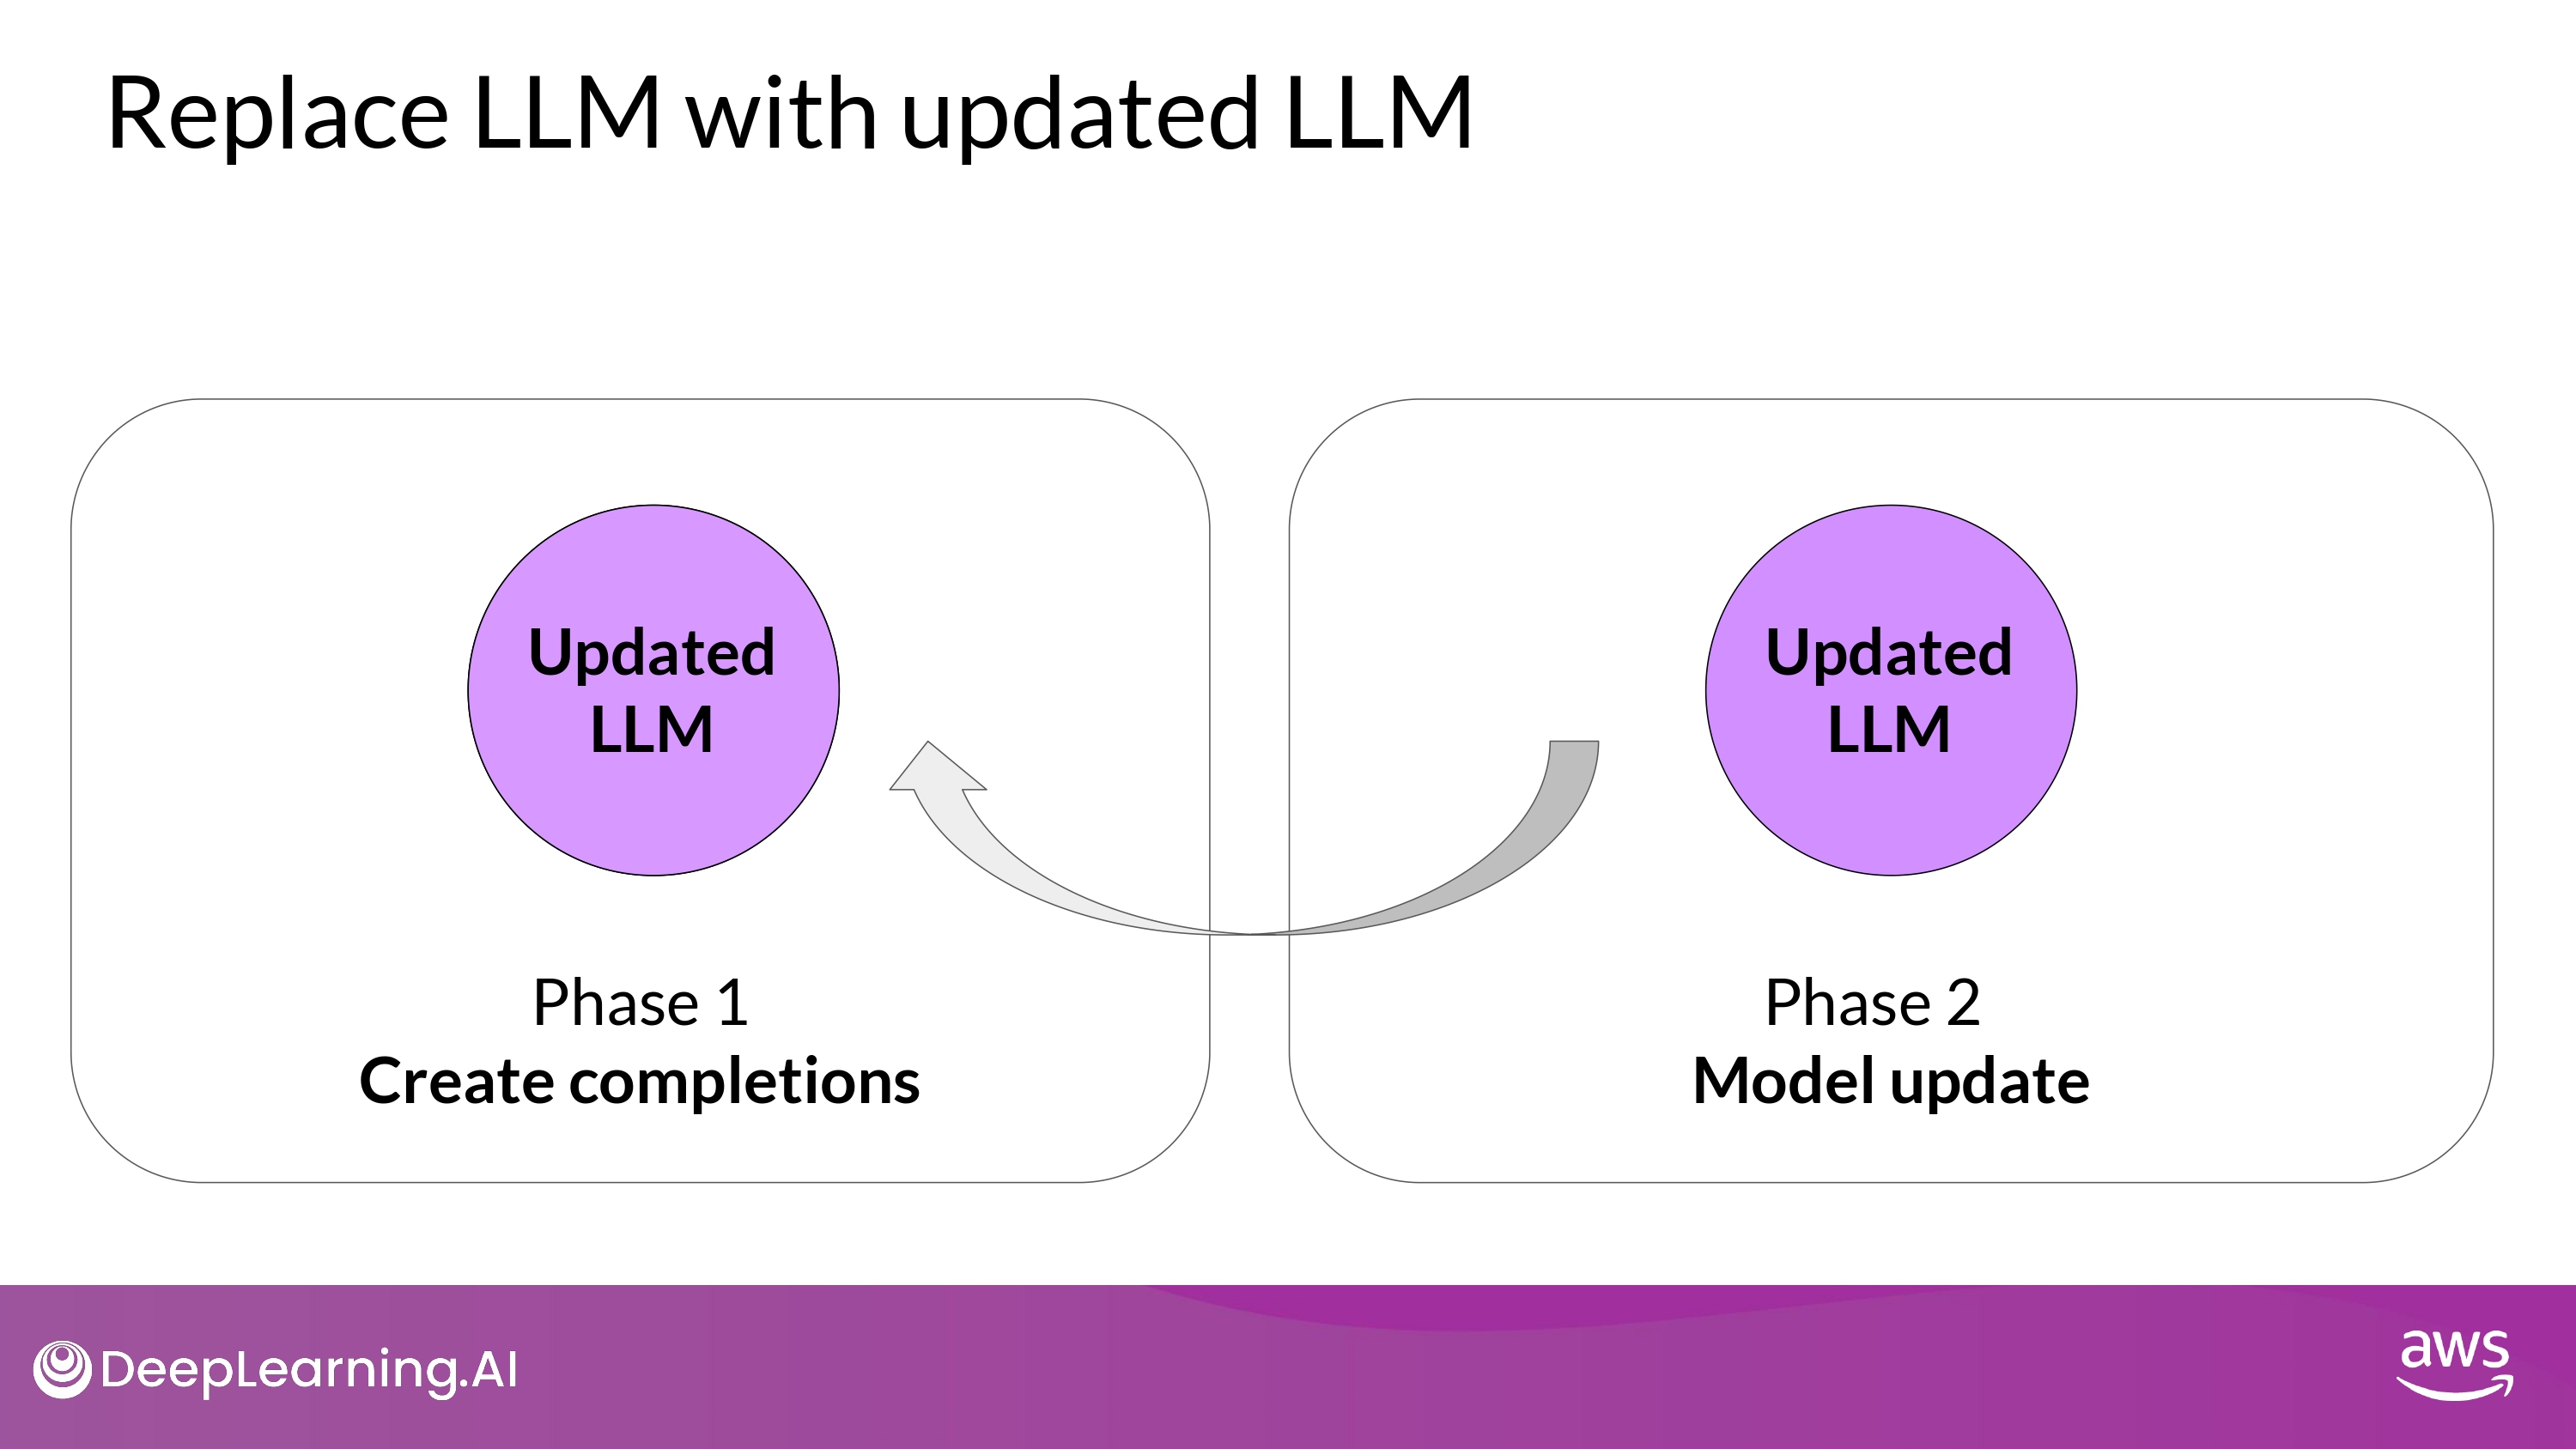 Replace LLM with updated LLM
Updated
LLM
Updated
LLM
Phase 1
Create completions
Phase 2
Model update
DeepLearning.AI
aws